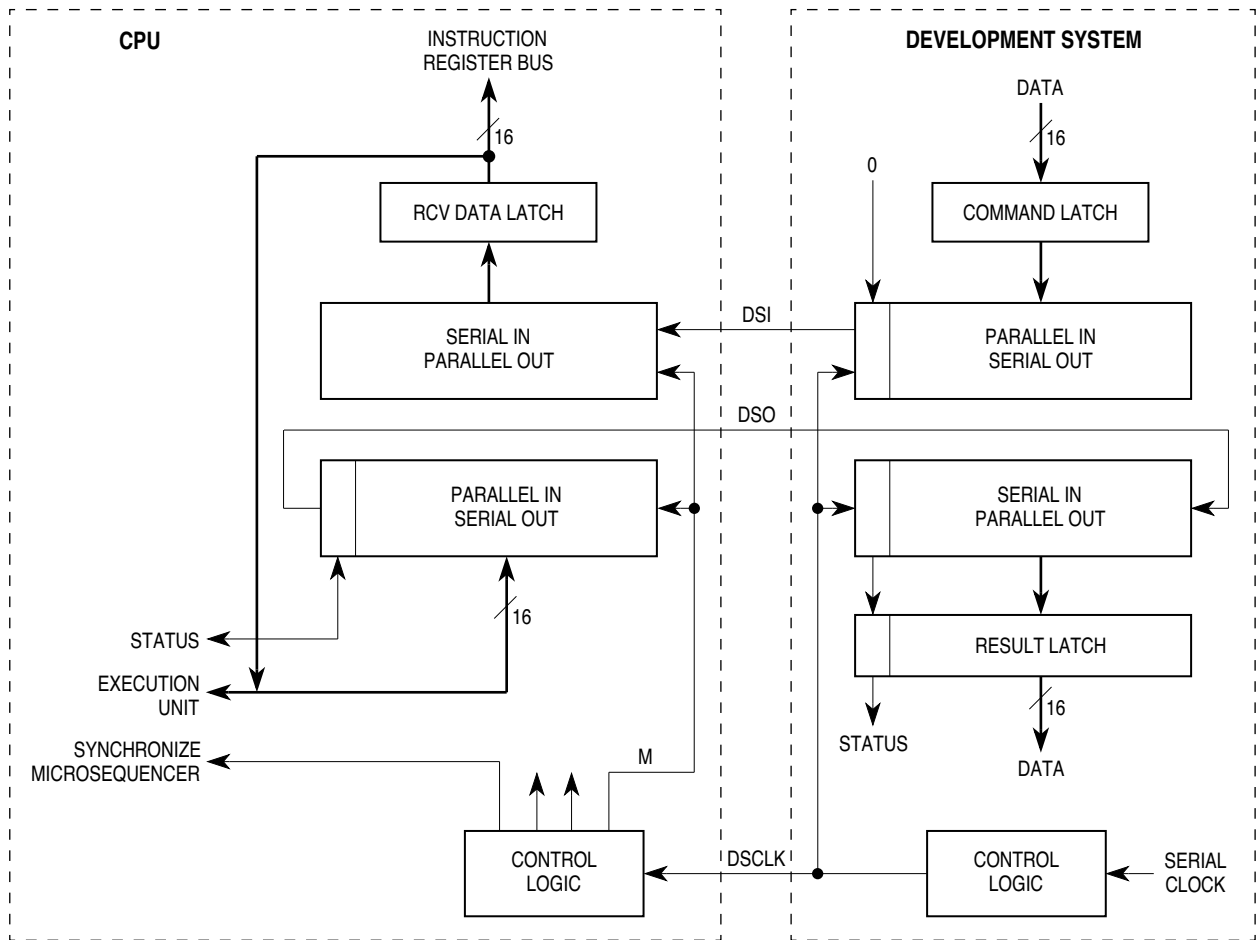 CPU
INSTRUCTION
REGISTER BUS
16
RCV DATA LATCH
SERIAL IN
PARALLEL OUT
PARALLEL IN
SERIAL OUT
16
STATUS
EXECUTION
UNIT
SYNCHRONIZE
MICROSEQUENCER
M
CONTROL
LOGIC
DSI
DSO
DSCLK
DEVELOPMENT SYSTEM
DATA
16
0
COMMAND LATCH
PARALLEL IN
SERIAL OUT
SERIAL IN
PARALLEL OUT
RESULT LATCH
16
STATUS
DATA
CONTROL
LOGIC
SERIAL
CLOCK